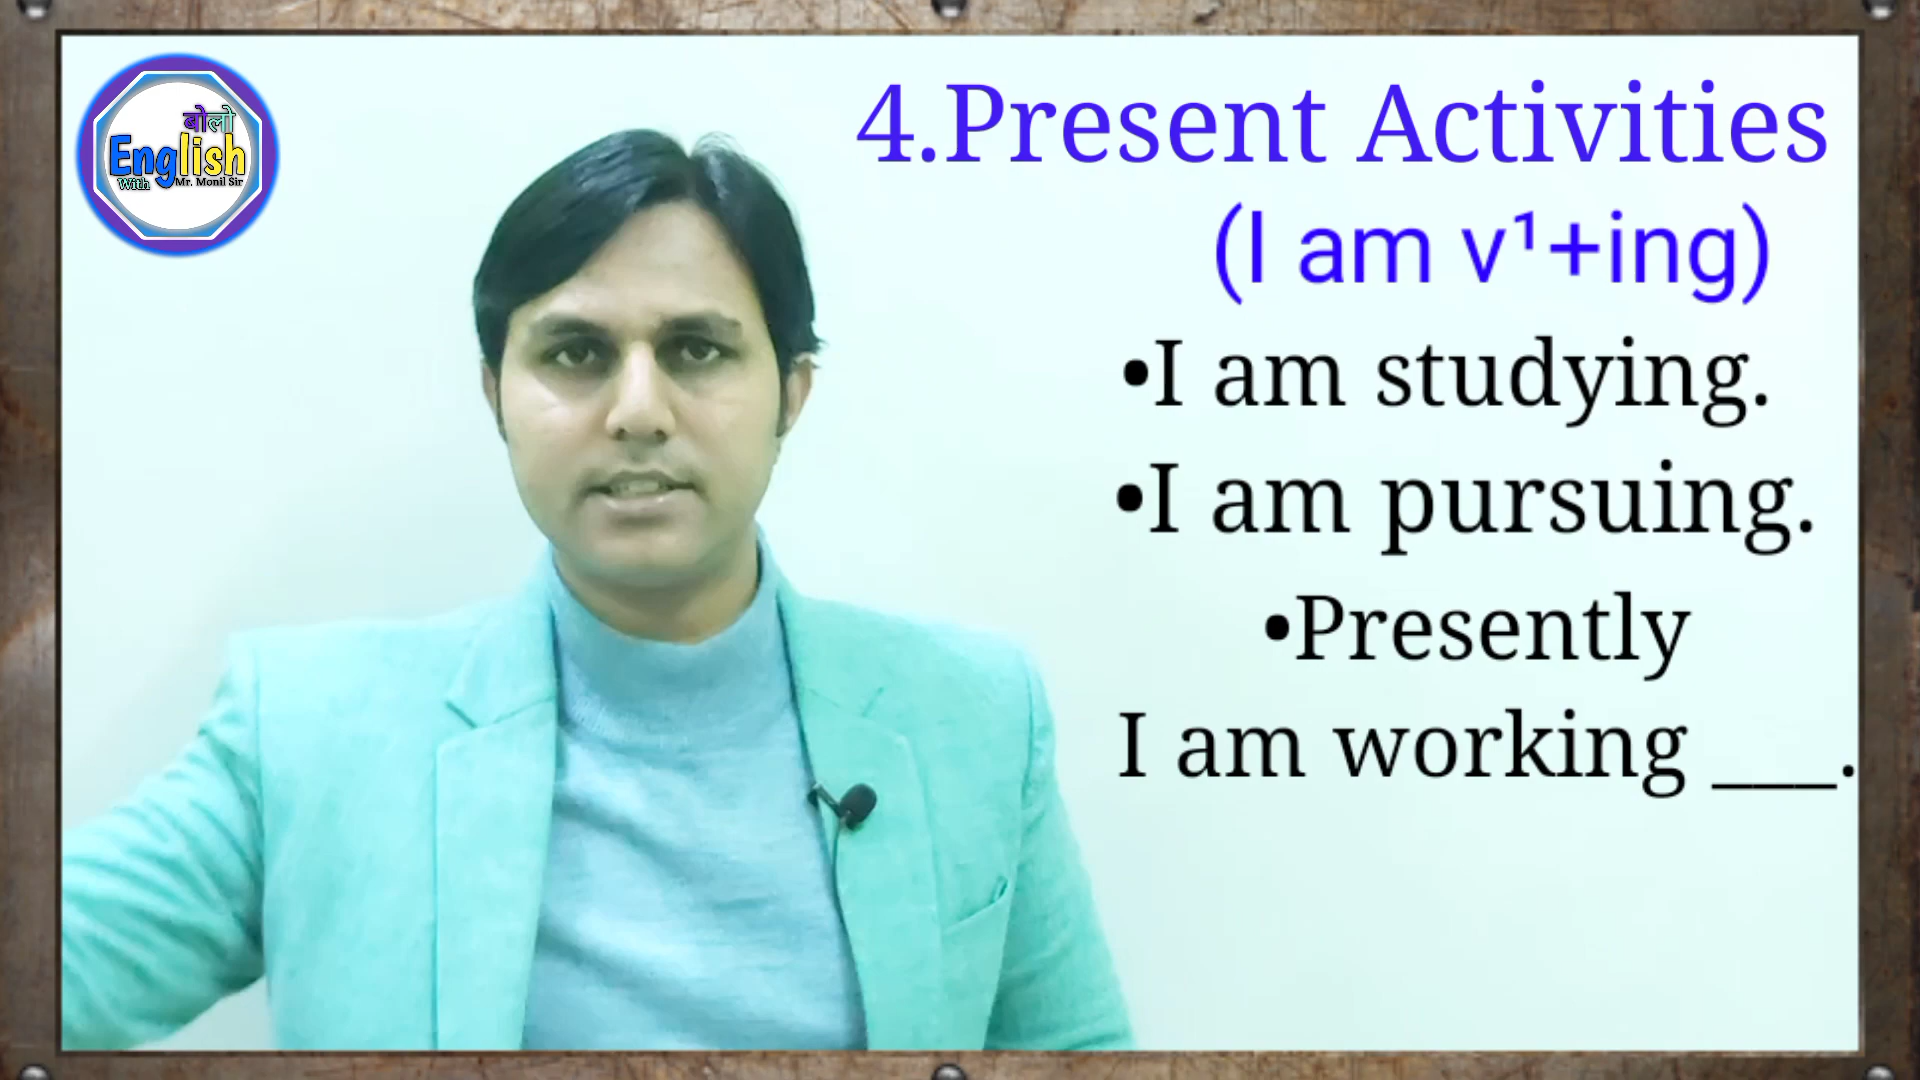 बोलो
English
With Mr. Monil Sir
4.Present Activities
(I am v¹+ing)
•I am studying.
•I am pursuing.
•Presently
I am working ___.